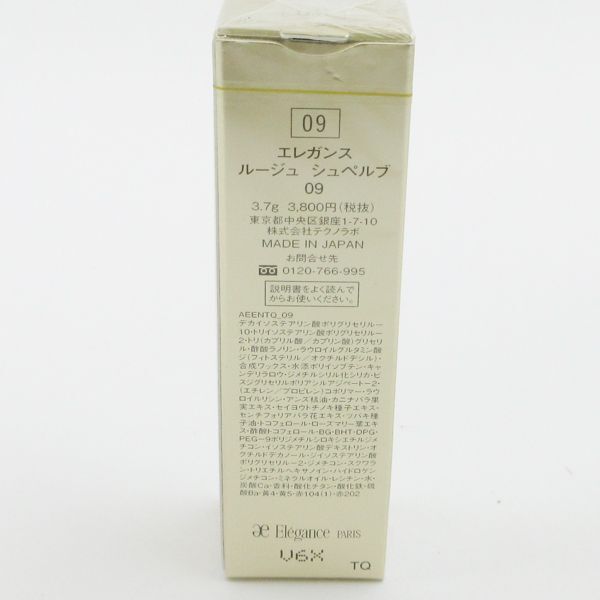 09
エレガンス
ルージュ シュペルブ
09
3.7g 3,800円(税抜)
東京都中央区銀座1-7-10
株式会社テクノラボ
MADE IN JAPAN
お問合せ先
0120-766-995
説明書をよく読んで
からお使いください。
AEENTQ_09
デカイソステアリン酸ポリグリセリル-
10・トリイソステアリン酸ポリグリセリル-
2・トリ(カプリル酸/カプリン酸)グリセリ
ル・酢酸ラノリン・ラウロイルグルタミン酸
ジ(フィトステリル/オクチルドデシル)・
合成ワックス・水添ポリイソブテン・キャ
ンデリラロウ・ジメチルシリル化シリカ・ビ
スジグリセリルポリアシルアジペート-2・
(エチレン/プロピレン)コポリマー・ラウ
ロイルリシン・アンズ核油・カニナバラ果
実エキス・セイヨウトチノキ種子エキス・
センチフォリアバラ花エキス・ツバキ種
子油・トコフェロール・ローズマリー葉エキ
ス・酢酸トコフェロール・BG・BHT・DPG・
PEG-9ポリジメチルシロキシエチルジメ
チコン・イソステアリン酸デキストリン・オ
クチルドデカノール・ジイソステアリン酸
ポリグリセリル-2・ジメチコン・スクワラ
ン・トリエチルヘキサノイン・ハイドロゲン
ジメチコン・ミネラルオイル・レシチン・水・
炭酸Ca・香料・酸化チタン・酸化鉄・硫
酸Ba・黄4・黄5・赤104(1)・赤202
æ Elégance PARIS
V6X
TQ